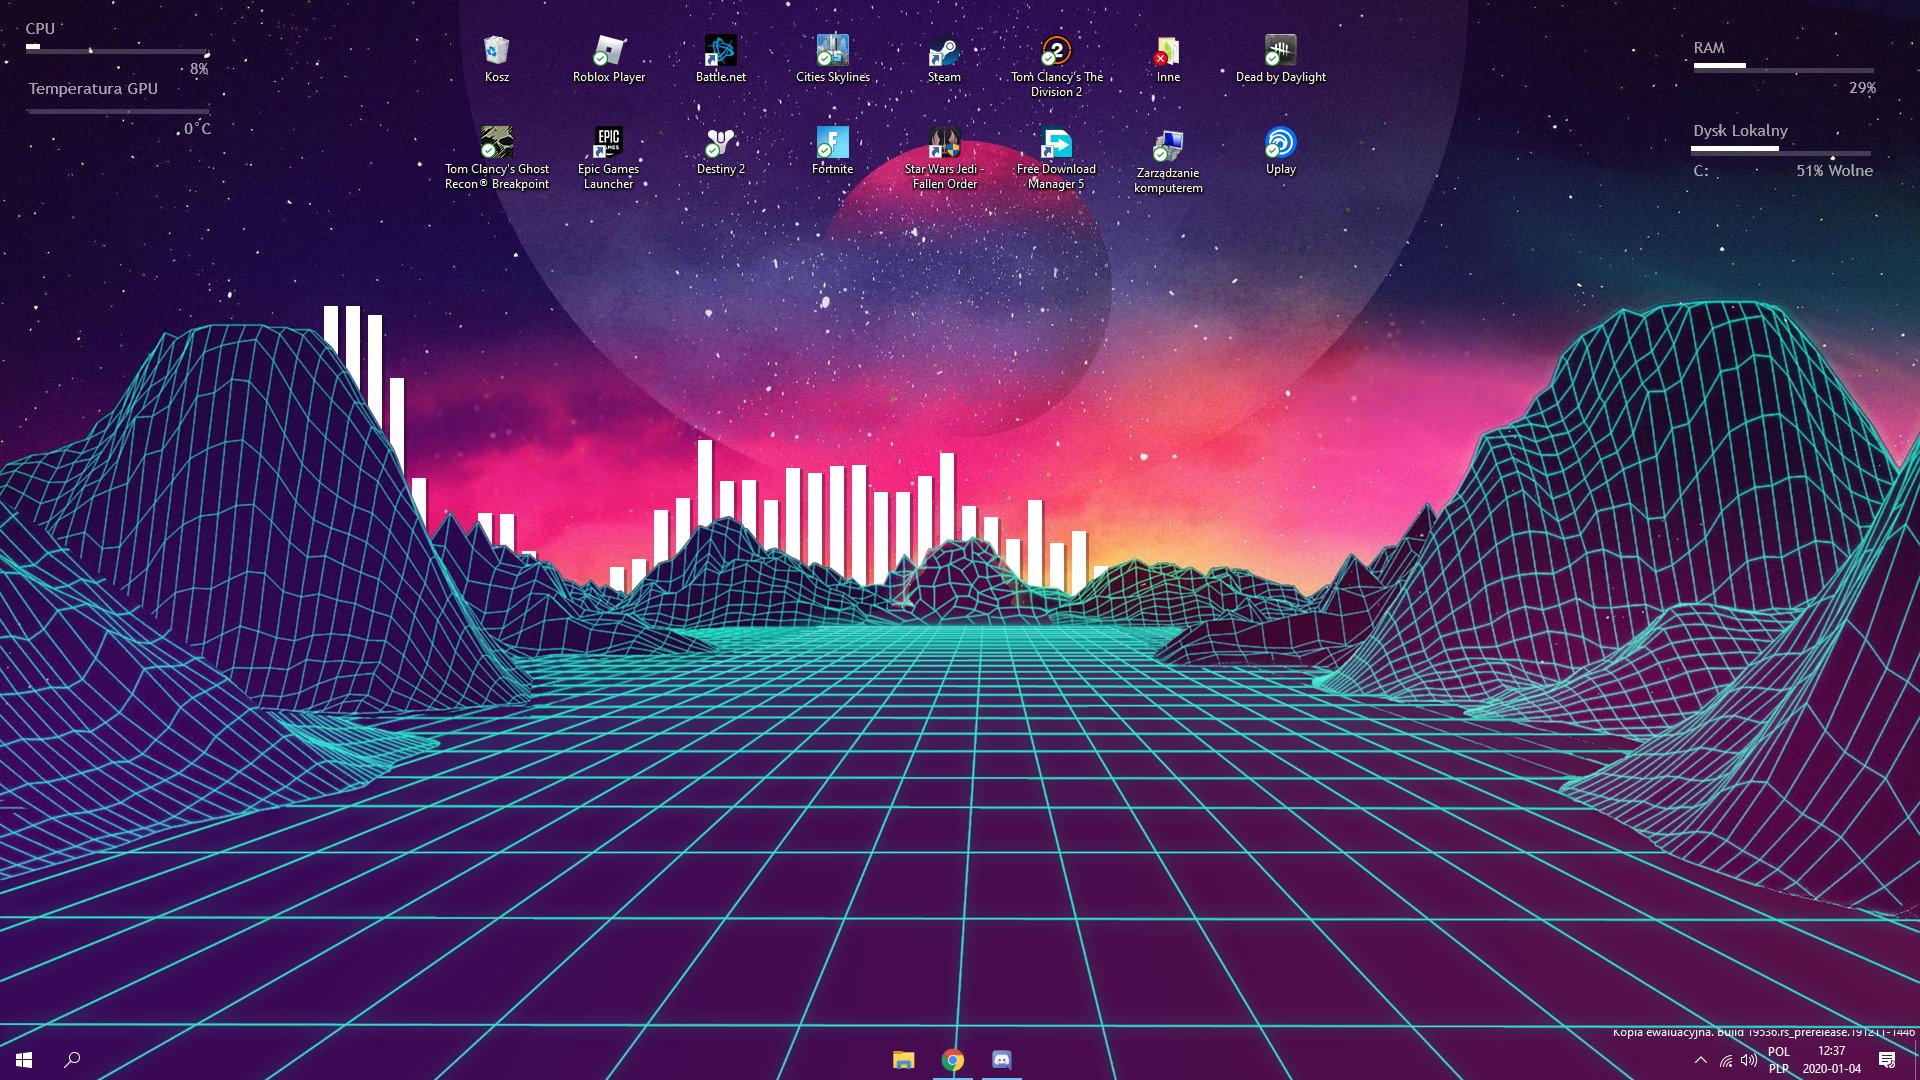 CPU
8%
Temperatura GPU
0°C
RAM
29%
Dysk Lokalny
C: 51% Wolne
Kosz
Roblox Player
Battle.net
Cities Skylines
Steam
Tom Clancy's The
Division 2
Inne
Dead by Daylight
Tom Clancy's Ghost
Recon® Breakpoint
EPIC
GAMES
Epic Games
Launcher
Destiny 2
Fortnite
Star Wars Jedi -
Fallen Order
Free Download
Manager 5
Zarządzanie
komputerem
Uplay
Kopia ewaluacyjna. Build 19536.rs_prerelease.191211-1446
POL
PLP
12:37
2020-01-04